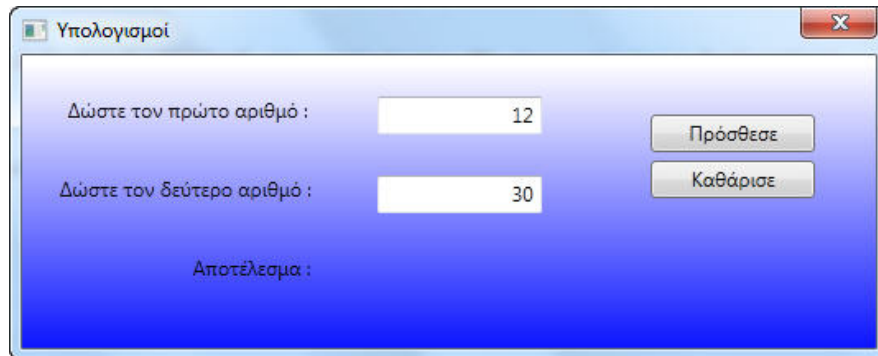 Υπολογισμοί
Δώστε τον πρώτο αριθμό :
12
Πρόσθεσε
Καθάρισε
Δώστε τον δεύτερο αριθμό :
30
Αποτέλεσμα :